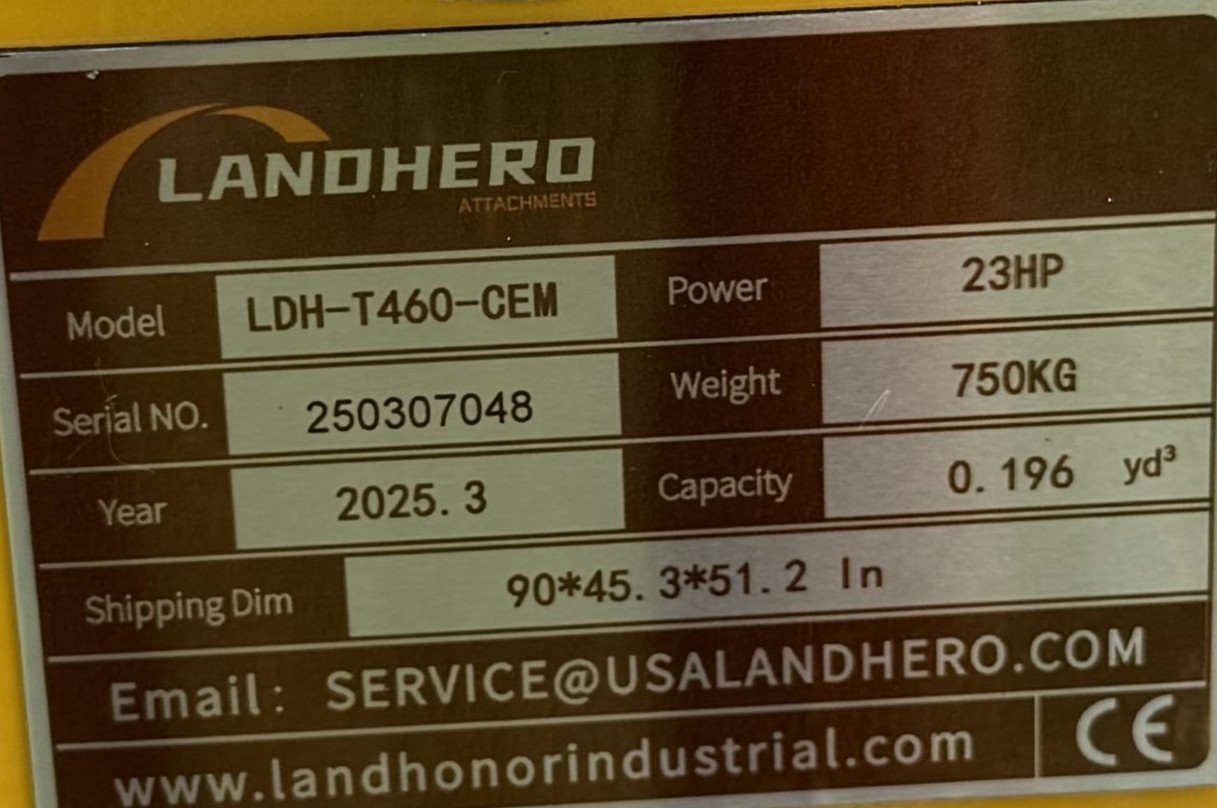 LANDHERO
ATTACHMENTS
Model LDH-T460-CEM Power 23HP
Serial NO. 250307048 Weight 750KG
Year 2025.3 Capacity 0.196 yd³
Shipping Dim 90*45.3*51.2 In
Email: SERVICE@USALANDHERO.COM
www.landhonorindustrial.com CE